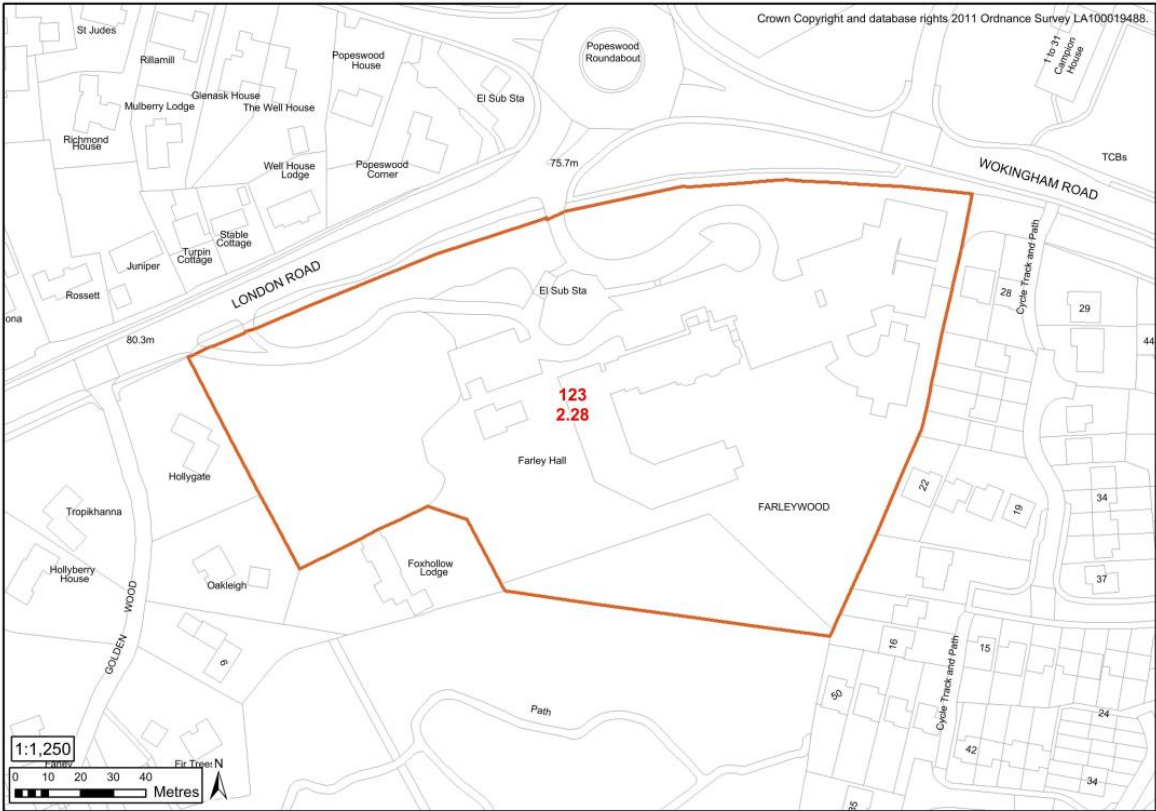 Crown Copyright and database rights 2011 Ordnance Survey LA100019488.
St Judes
Rillamill
Popeswood
House
Popeswood
Roundabout
1 to 31
Campion
House
Glenask House
The Well House
El Sub Sta
Mulberry Lodge
Richmond
House
Well House
Lodge
Popeswood
Corner
75.7m
TCBs
WOKINGHAM ROAD
Stable
Cottage
Turpin
Cottage
Juniper
Rossett
LONDON ROAD
ona
80.3m
El Sub Sta
Cycle Track and Path
28
29
44
123
2.28
Farley Hall
FARLEYWOOD
Hollygate
22
19
34
Tropikhanna
Hollyberry
House
Oakleigh
Foxhollow
Lodge
37
GOLDEN WOOD
6
16
15
Cycle Track and Path
50
24
Path
42
34
35
1:1,250
Fir Trees
N
0 10 20 30 40
Metres